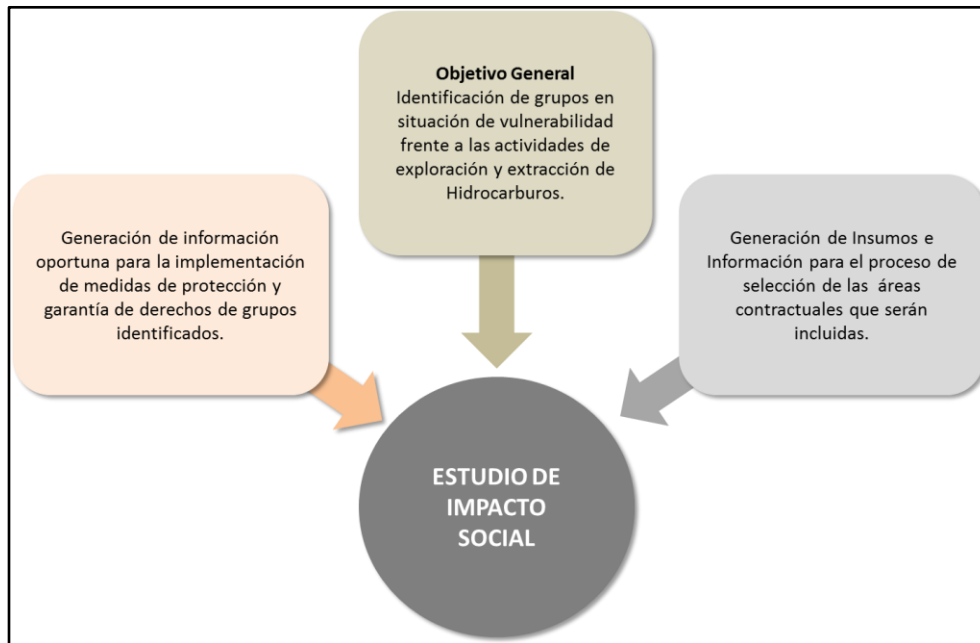 Objetivo General
Identificación de grupos en
situación de vulnerabilidad
frente a las actividades de
exploración y extracción de
Hidrocarburos.
Generación de información
oportuna para la implementación
de medidas de protección y
garantía de derechos de grupos
identificados.
Generación de Insumos e
Información para el proceso de
selección de las áreas
contractuales que serán
incluidas.
ESTUDIO DE
IMPACTO
SOCIAL